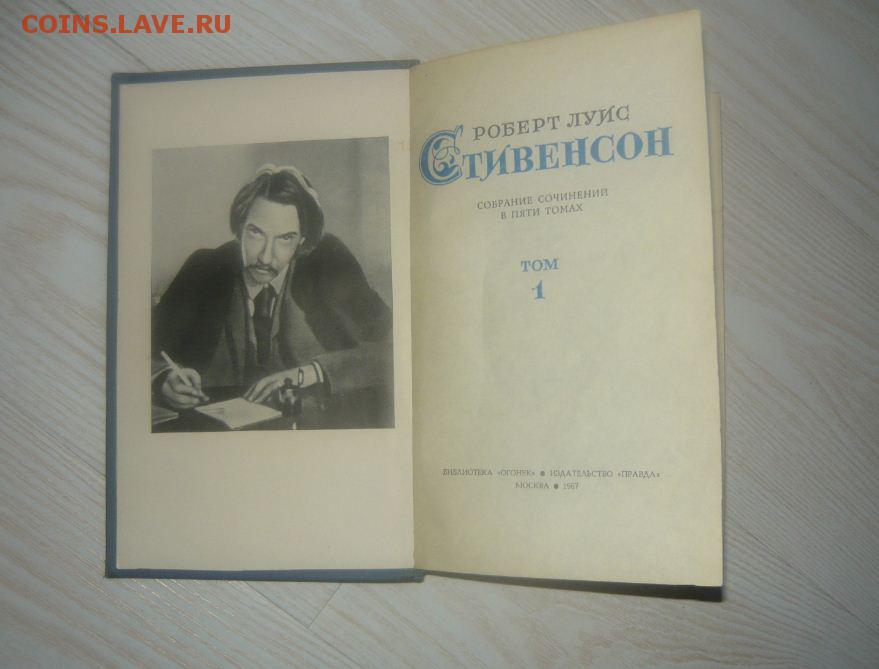 COINS.LAVE.RU
РОБЕРТ ЛУИС
СТИВЕНСОН
СОБРАНИЕ СОЧИНЕНИЙ
В ПЯТИ ТОМАХ
ТОМ
1
БИБЛИОТЕКА «ОГОНЕК» ● ИЗДАТЕЛЬСТВО «ПРАВДА»
МОСКВА ● 1967